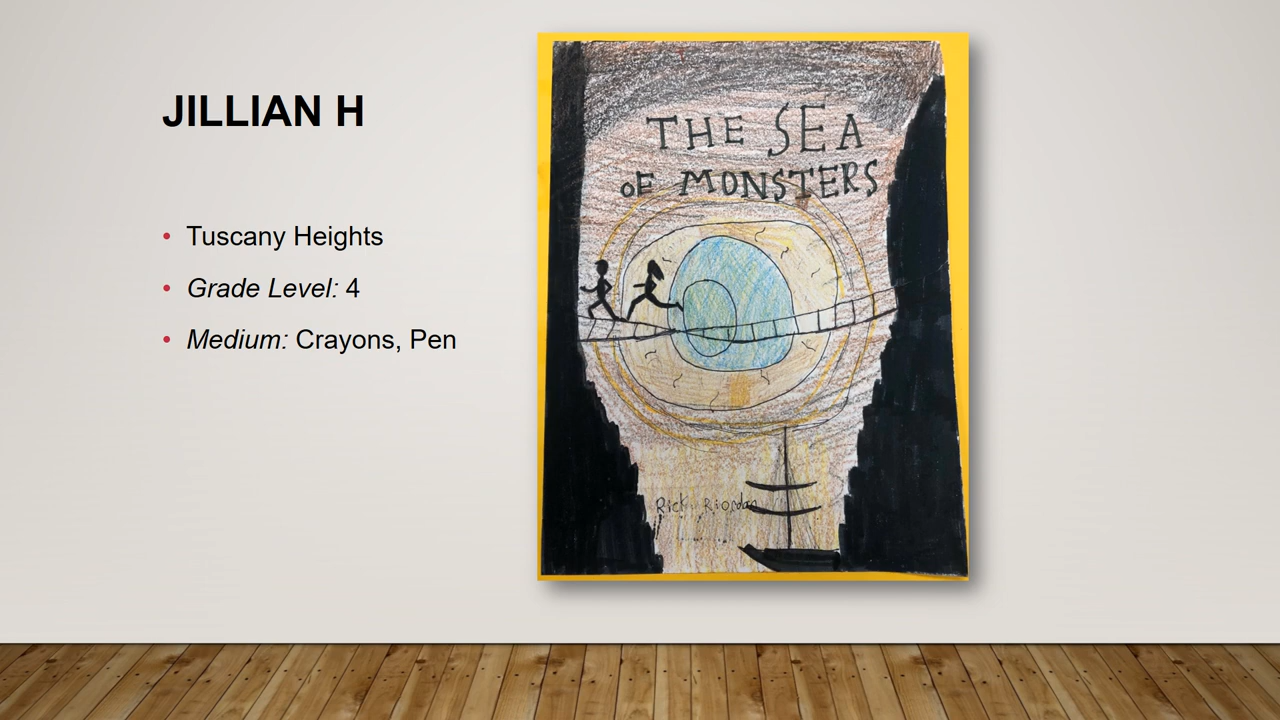 JILLIAN H
• Tuscany Heights
• Grade Level: 4
• Medium: Crayons, Pen
THE SEA
OF MONSTERS
Rick Riordan